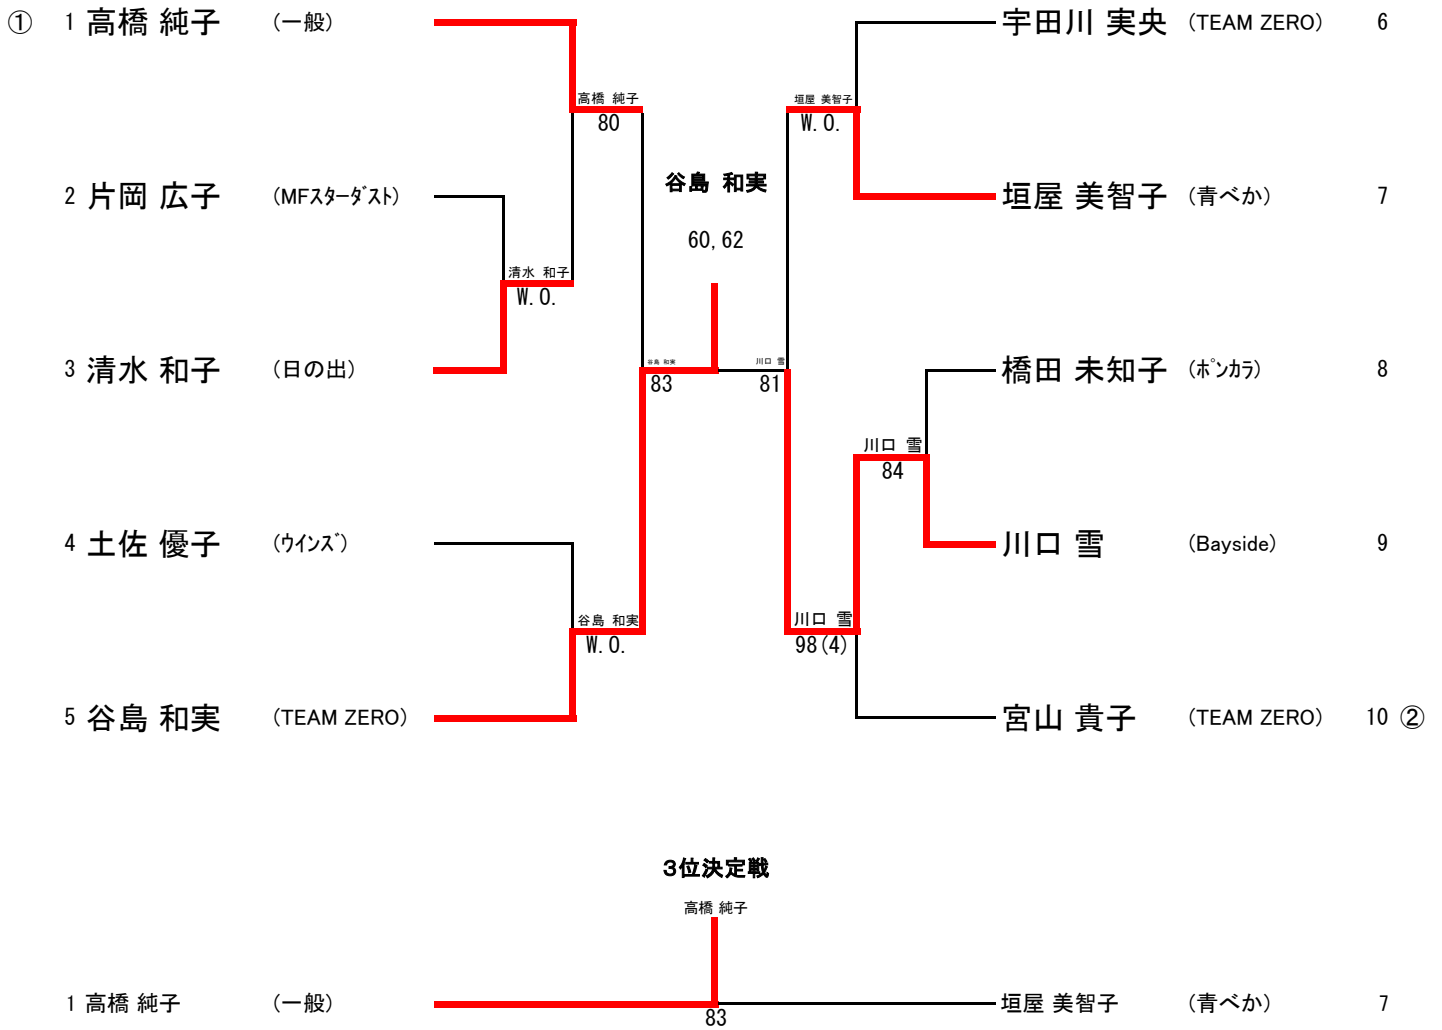 ① 1 高橋 純子 (一般) 宇田川 実央 (TEAM ZERO) 6
高橋 純子 垣屋 美智子
80 W.O.
谷島 和実
2 片岡 広子 (MFスターダスト) 垣屋 美智子 (青べか) 7
60,62
清水 和子
W.O.
谷島 和実 川口 雪
3 清水 和子 (日の出) 橋田 未知子 (ポンカラ) 8
83 81
川口 雪
84
4 土佐 優子 (ウインズ) 川口 雪 (Bayside) 9
谷島 和実 川口 雪
W.O. 98(4)
5 谷島 和実 (TEAM ZERO) 宮山 貴子 (TEAM ZERO) 10 ②
3位決定戦
高橋 純子
1 高橋 純子 (一般) 垣屋 美智子 (青べか) 7
83